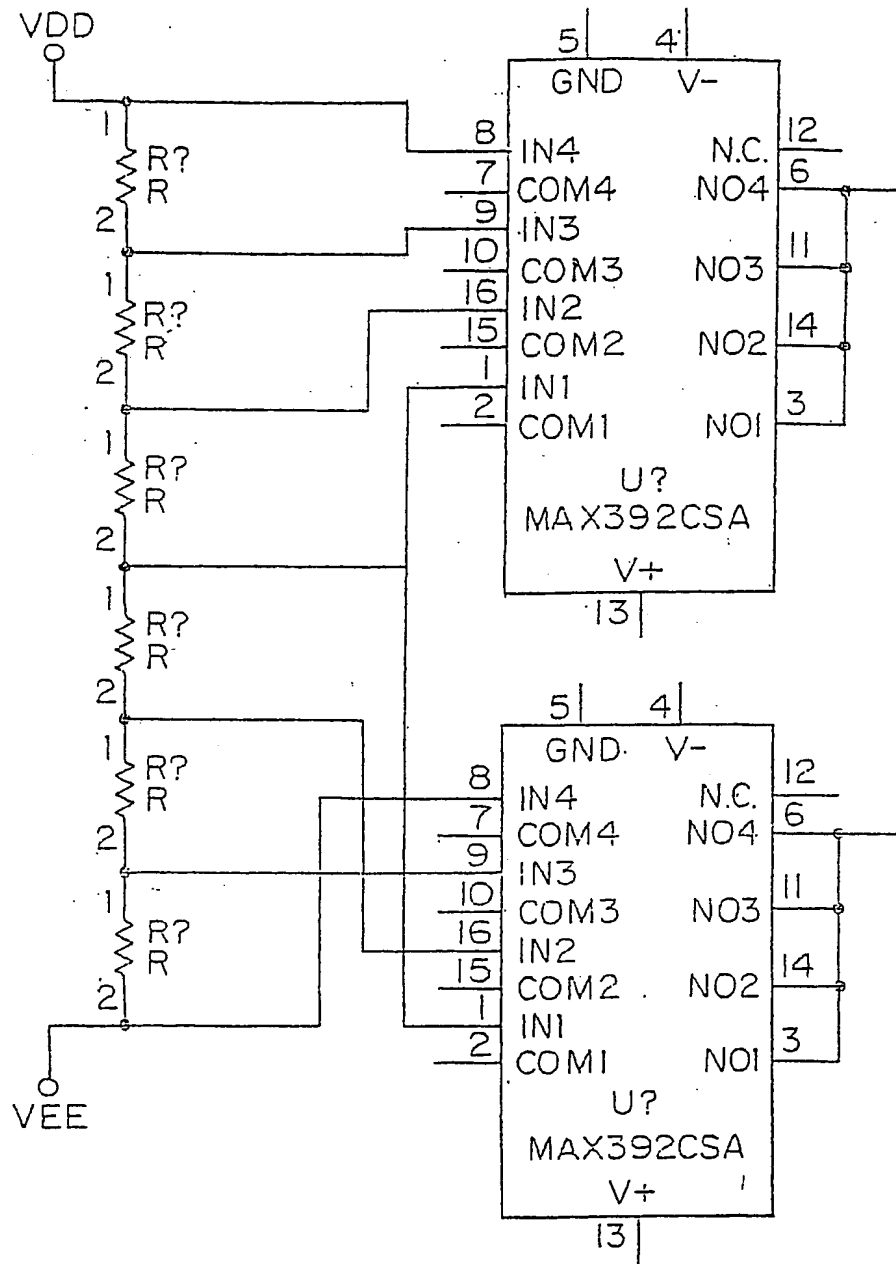 VDD
1
R?
R
2
1
R?
R
2
1
R?
R
2
1
R?
R
2
1
R?
R
2
1
R?
R
2
VEE
5 4
GND V-
8 IN4 N.C. 12
7 COM4 NO4 6
9 IN3
10 COM3 NO3 11
16 IN2
15 COM2 NO2 14
1 IN1
2 COM1 NO1 3
U?
MAX392CSA
V+
13
5 4
GND V-
8 IN4 N.C. 12
7 COM4 NO4 6
9 IN3
10 COM3 NO3 11
16 IN2
15 COM2 NO2 14
1 IN1
2 COM1 NO1 3
U?
MAX392CSA
V+
13